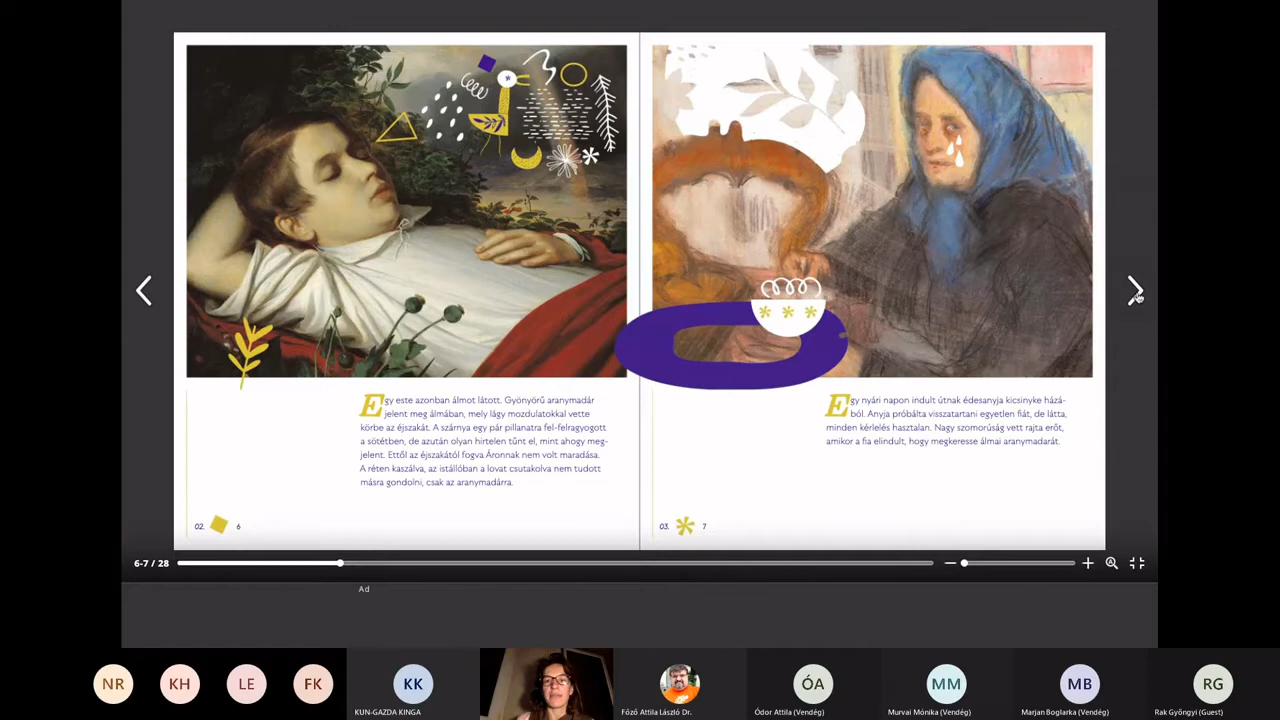 Egy este azonban álmot látott. Gyönyörű aranymadár
jelent meg álmában, mely lágy mozdulatokkal vette
körbe az éjszakát. A szárnya egy pár pillanatra fel-felragyogott
a sötétben, de azután olyan hirtelen tűnt el, mint ahogy meg-
jelent. Ettől az éjszakától fogva Áronnak nem volt maradása.
A réten kaszálva, az istállóban a lovat csutakolva nem tudott
másra gondolni, csak az aranymadárra.
02. 6
Egy nyári napon indult útnak édesanyja kicsinyke házá-
ból. Anyja próbálta visszatartani egyetlen fiát, de látta,
minden kérlelés hasztalan. Nagy szomorúság vett rajta erőt,
amikor a fia elindult, hogy megkeresse álmai aranymadarát.
03. 7
6-7 / 28
Ad
NR
KH
LE
FK
KK
KUN-GAZDA KINGA
Főző Attila László Dr.
ÓA
Ódor Attila (Vendég)
MM
Murvai Mónika (Vendég)
MB
Marjan Boglarka (Vendég)
RG
Rak Gyöngyi (Guest)